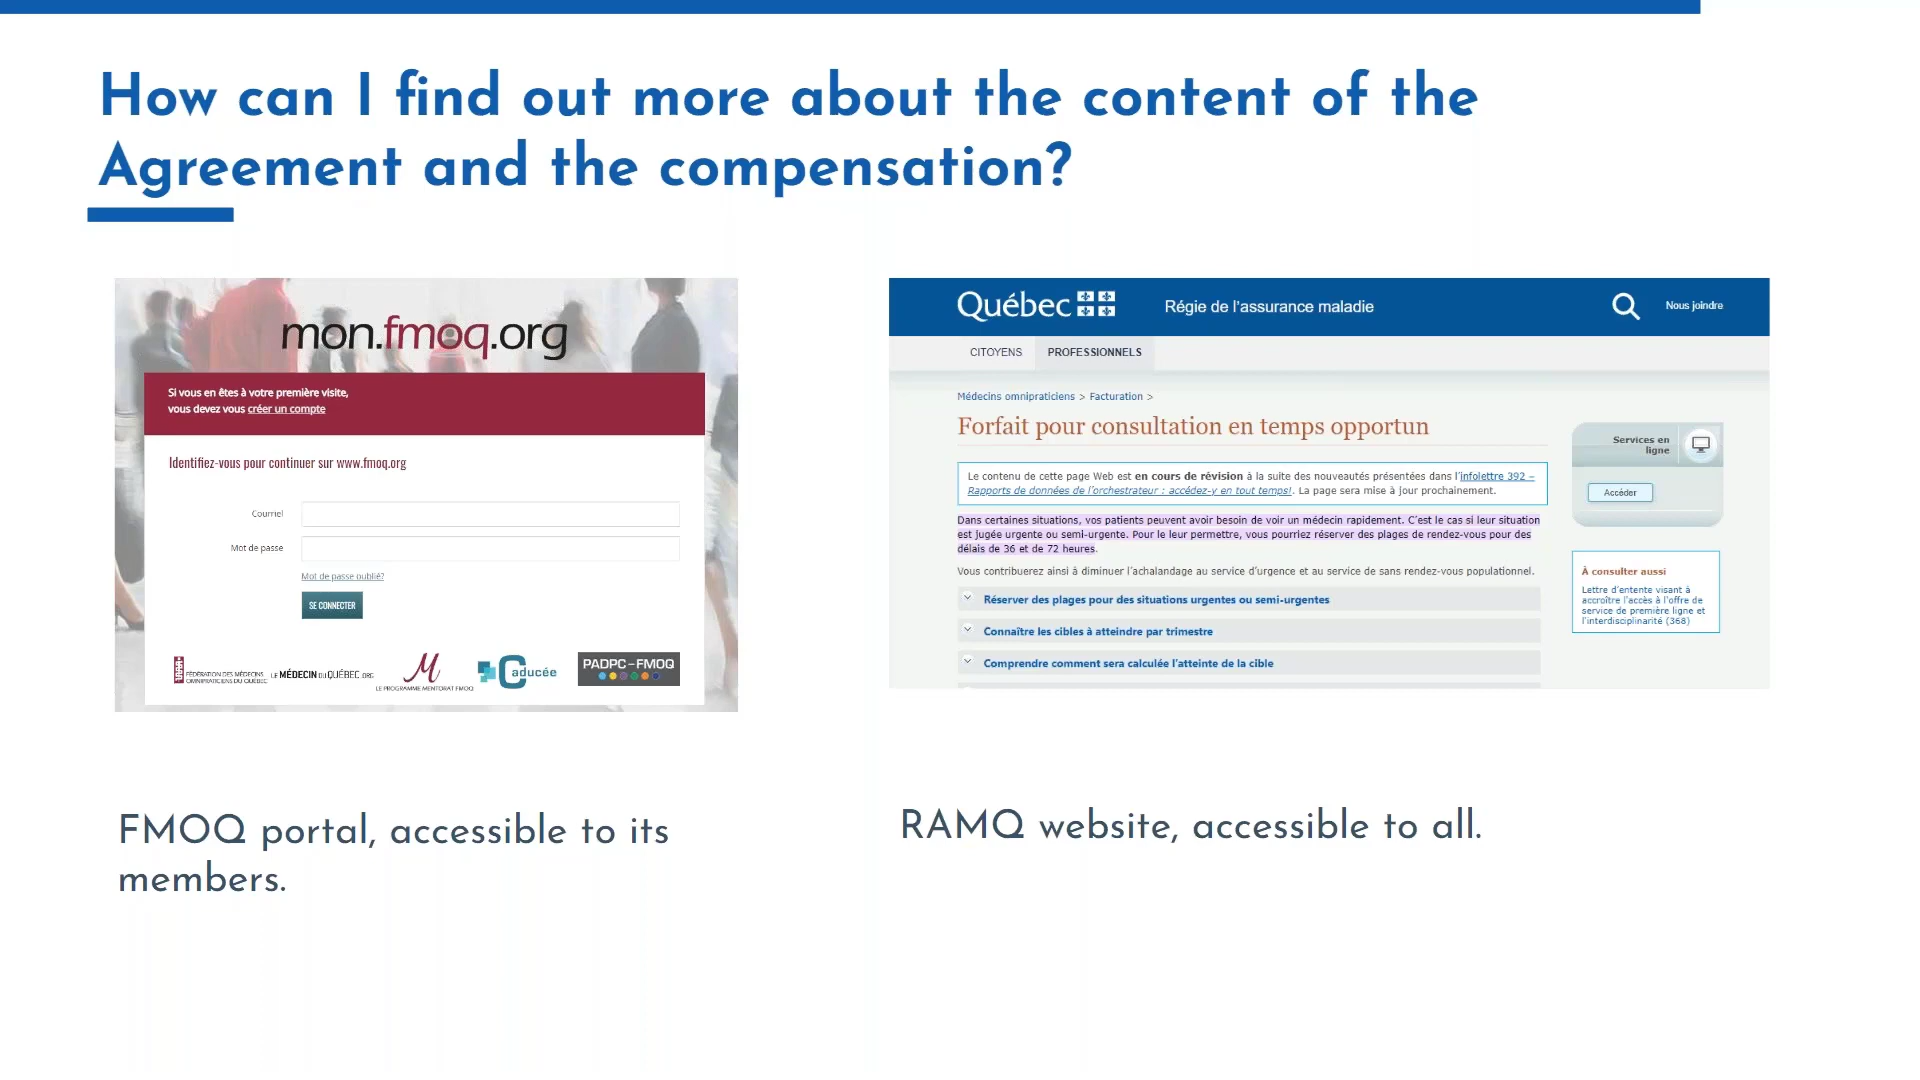 How can I find out more about the content of the
Agreement and the compensation?
mon.fmoq.org
Si vous en êtes à votre première visite,
vous devez vous créer un compte
Identifiez-vous pour continuer sur www.fmoq.org
Courriel
Mot de passe
Mot de passe oublié?
SE CONNECTER
FÉDÉRATION DES MÉDECINS
OMNIPRATICIENS DU QUÉBEC
LE MÉDECIN DU QUÉBEC.ORG
M
LE PROGRAMME MENTORAT FMOQ
Caducée
PADPC-FMOQ
FMOQ portal, accessible to its
members.
Québec
Régie de l'assurance maladie
Nous joindre
CITOYENS
PROFESSIONNELS
Médecins omnipraticiens > Facturation >
Forfait pour consultation en temps opportun
Le contenu de cette page Web est en cours de révision à la suite des nouveautés présentées dans l'infolettre 392 –
Rapports de données de l'orchestrateur : accédez-y en tout temps!. La page sera mise à jour prochainement.
Dans certaines situations, vos patients peuvent avoir besoin de voir un médecin rapidement. C'est le cas si leur situation
est jugée urgente ou semi-urgente. Pour le leur permettre, vous pourriez réserver des plages de rendez-vous pour des
délais de 36 et de 72 heures.
Vous contribuerez ainsi à diminuer l'achalandage au service d'urgence et au service de sans rendez-vous populationnel.
Réserver des plages pour des situations urgentes ou semi-urgentes
Connaître les cibles à atteindre par trimestre
Comprendre comment sera calculée l'atteinte de la cible
Services en
ligne
Accéder
À consulter aussi
Lettre d'entente visant à
accroître l'accès à l'offre de
service de première ligne et
l'interdisciplinarité (368)
RAMQ website, accessible to all.